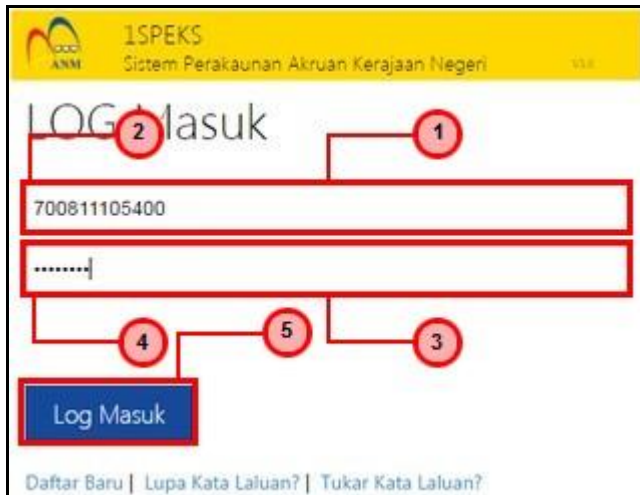 1SPEKS
ANM Sistem Perakaunan Akruan Kerajaan Negeri
LOG Masuk
2 1
700811105400
••••••••
4 5 3
Log Masuk
Daftar Baru | Lupa Kata Laluan? | Tukar Kata Laluan?